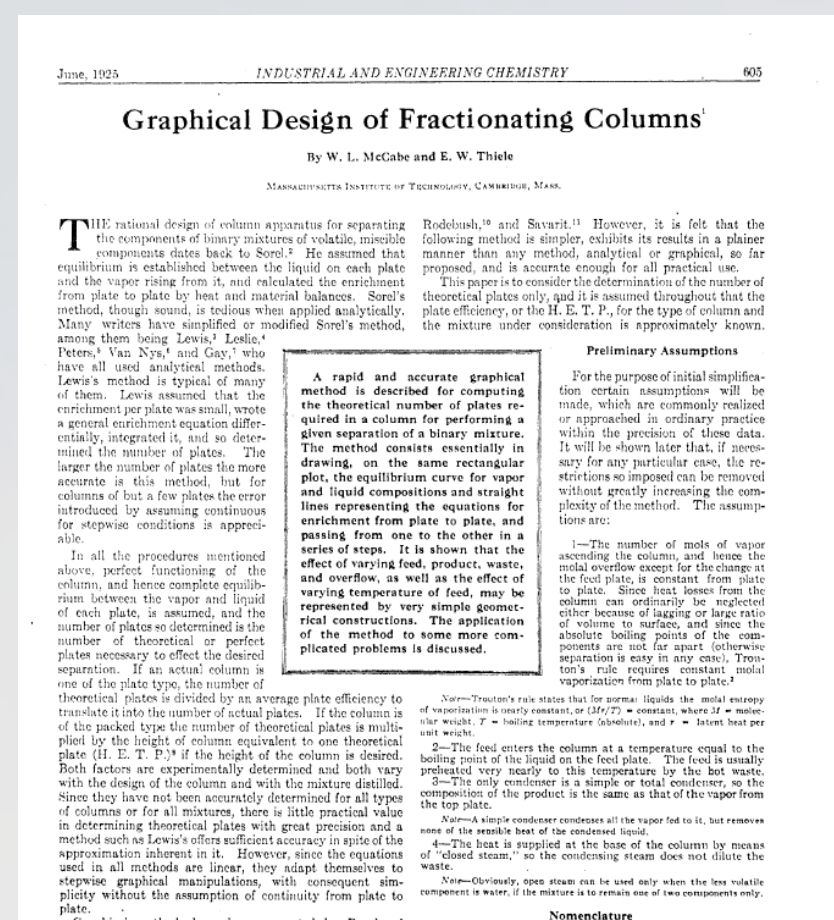 June, 1925
INDUSTRIAL AND ENGINEERING CHEMISTRY
605
Graphical Design of Fractionating Columns¹
By W. L. McCabe and E. W. Thiele
MASSACHUSETTS INSTITUTE OF TECHNOLOGY, CAMBRIDGE, MASS.
THE rational design of column apparatus for separating
the components of binary mixtures of volatile, miscible
components dates back to Sorel.² He assumed that
equilibrium is established between the liquid on each plate
and the vapor rising from it, and calculated the enrichment
from plate to plate by heat and material balances. Sorel's
method, though sound, is tedious when applied analytically.
Many writers have simplified or modified Sorel's method,
among them being Lewis,³ Leslie,⁴
Peters,⁵ Van Nys,⁶ and Gay,⁷ who
have all used analytical methods.
Lewis's method is typical of many
of them. Lewis assumed that the
enrichment per plate was small, wrote
a general enrichment equation differ-
entially, integrated it, and so deter-
mined the number of plates. The
larger the number of plates the more
accurate is this method, but for
columns of but a few plates the error
introduced by assuming continuous
for stepwise conditions is appreci-
able.
In all the procedures mentioned
above, perfect functioning of the
column, and hence complete equilib-
rium between the vapor and liquid
of each plate, is assumed, and the
number of plates so determined is the
number of theoretical or perfect
plates necessary to effect the desired
separation. If an actual column is
one of the plate type, the number of
theoretical plates is divided by an average plate efficiency to
translate it into the number of actual plates. If the column is
of the packed type the number of theoretical plates is multi-
plied by the height of column equivalent to one theoretical
plate (H. E. T. P.)⁸ if the height of the column is desired.
Both factors are experimentally determined and both vary
with the design of the column and with the mixture distilled.
Since they have not been accurately determined for all types
of columns or for all mixtures, there is little practical value
in determining theoretical plates with great precision and a
method such as Lewis's offers sufficient accuracy in spite of the
approximation inherent in it. However, since the equations
used in all methods are linear, they adapt themselves to
stepwise graphical manipulations, with consequent sim-
plicity without the assumption of continuity from plate to
plate.
A rapid and accurate graphical
method is described for computing
the theoretical number of plates re-
quired in a column for performing a
given separation of a binary mixture.
The method consists essentially in
drawing, on the same rectangular
plot, the equilibrium curve for vapor
and liquid compositions and straight
lines representing the equations for
enrichment from plate to plate, and
passing from one to the other in a
series of steps. It is shown that the
effect of varying feed, product, waste,
and overflow, as well as the effect of
varying temperature of feed, may be
represented by very simple geomet-
rical constructions. The application
of the method to some more com-
plicated problems is discussed.
Rodebush,¹⁰ and Savarit.¹¹ However, it is felt that the
following method is simpler, exhibits its results in a plainer
manner than any method, analytical or graphical, so far
proposed, and is accurate enough for all practical use.
This paper is to consider the determination of the number of
theoretical plates only, and it is assumed throughout that the
plate efficiency, or the H. E. T. P., for the type of column and
the mixture under consideration is approximately known.
Preliminary Assumptions
For the purpose of initial simplifica-
tion certain assumptions will be
made, which are commonly realized
or approached in ordinary practice
within the precision of these data.
It will be shown later that, if neces-
sary for any particular case, the re-
strictions so imposed can be removed
without greatly increasing the com-
plexity of the method. The assump-
tions are:
1—The number of mols of vapor
ascending the column, and hence the
molal overflow except for the change at
the feed plate, is constant from plate
to plate. Since heat losses from the
column can ordinarily be neglected
either because of lagging or large ratio
of volume to surface, and since the
absolute boiling points of the com-
ponents are not far apart (otherwise
separation is easy in any case), Trou-
ton's rule requires constant molal
vaporization from plate to plate.²
Note—Trouton's rule states that for normal liquids the molal entropy
of vaporization is nearly constant, or (Mr/T) = constant, where M = molec-
ular weight, T = boiling temperature (absolute), and r = latent heat per
unit weight.
2—The feed enters the column at a temperature equal to the
boiling point of the liquid on the feed plate. The feed is usually
preheated very nearly to this temperature by the hot waste.
3—The only condenser is a simple or total condenser, so the
composition of the product is the same as that of the vapor from
the top plate.
Note—A simple condenser condenses all the vapor fed to it, but removes
none of the sensible heat of the condensed liquid.
4—The heat is supplied at the base of the column by means
of "closed steam," so the condensing steam does not dilute the
waste.
Note—Obviously, open steam can be used only when the less volatile
component is water, if the mixture is to remain one of two components only.
Nomenclature